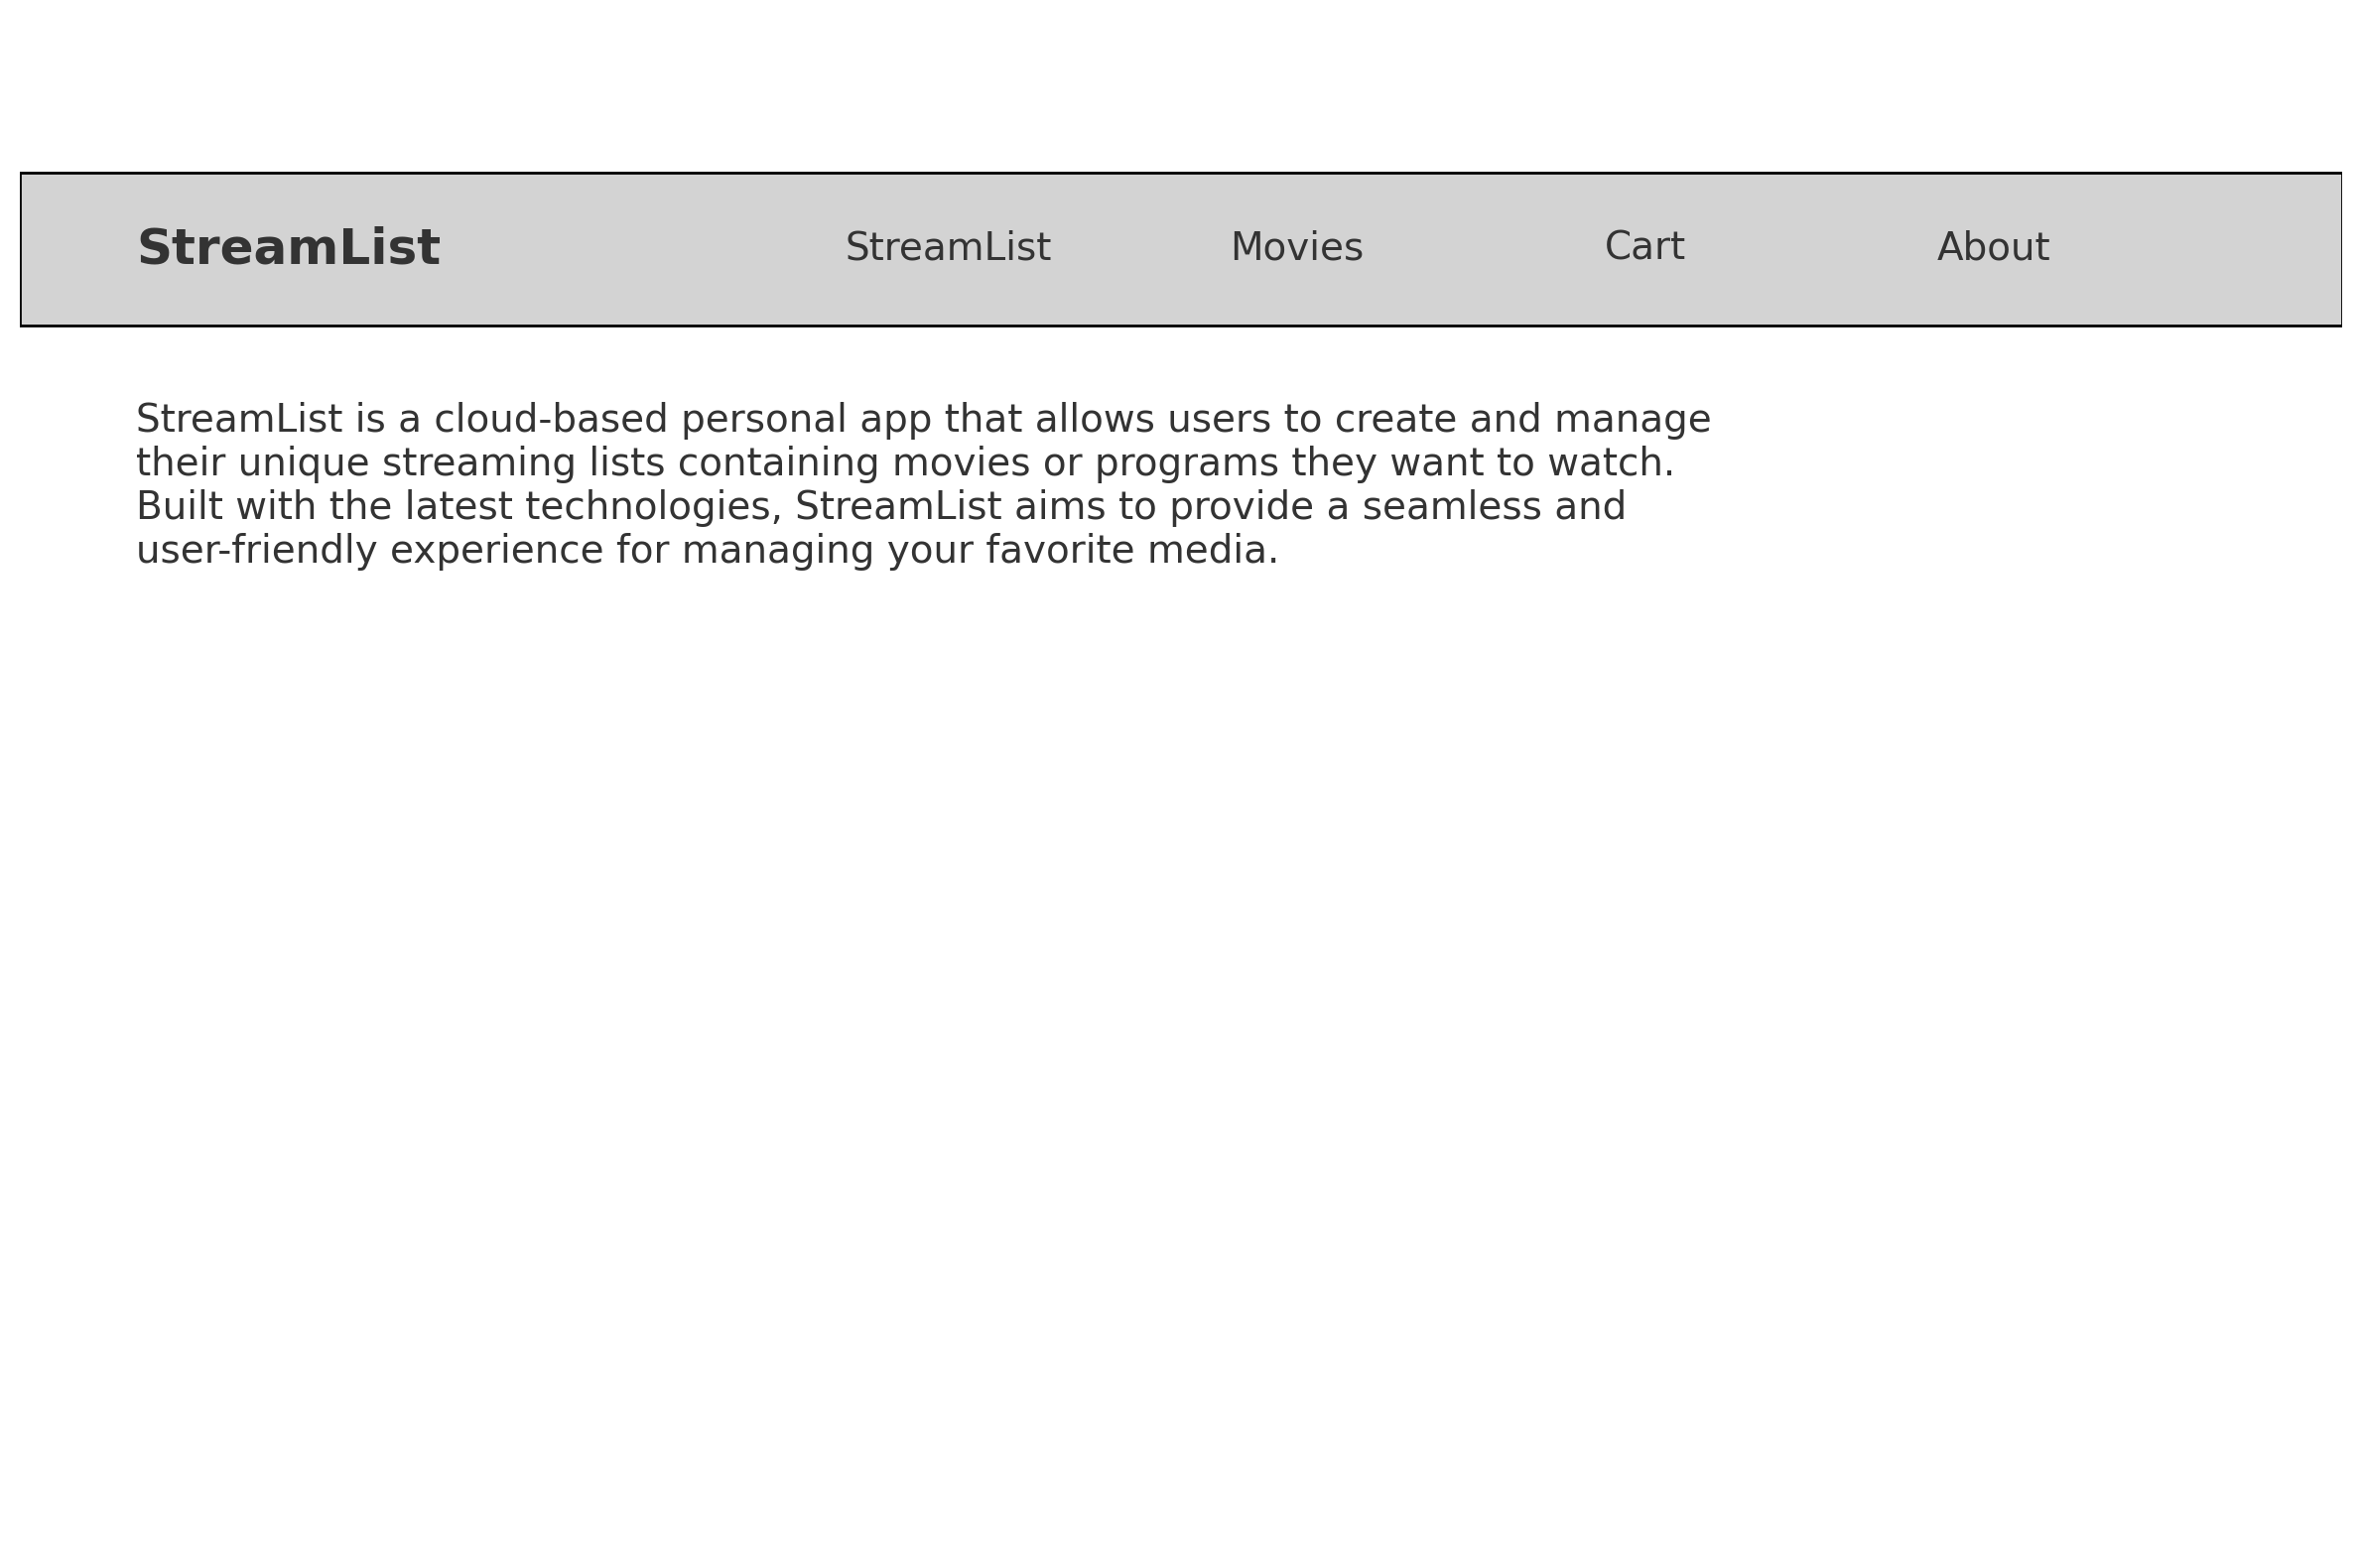 StreamList StreamList Movies Cart About
StreamList is a cloud-based personal app that allows users to create and manage
their unique streaming lists containing movies or programs they want to watch.
Built with the latest technologies, StreamList aims to provide a seamless and
user-friendly experience for managing your favorite media.